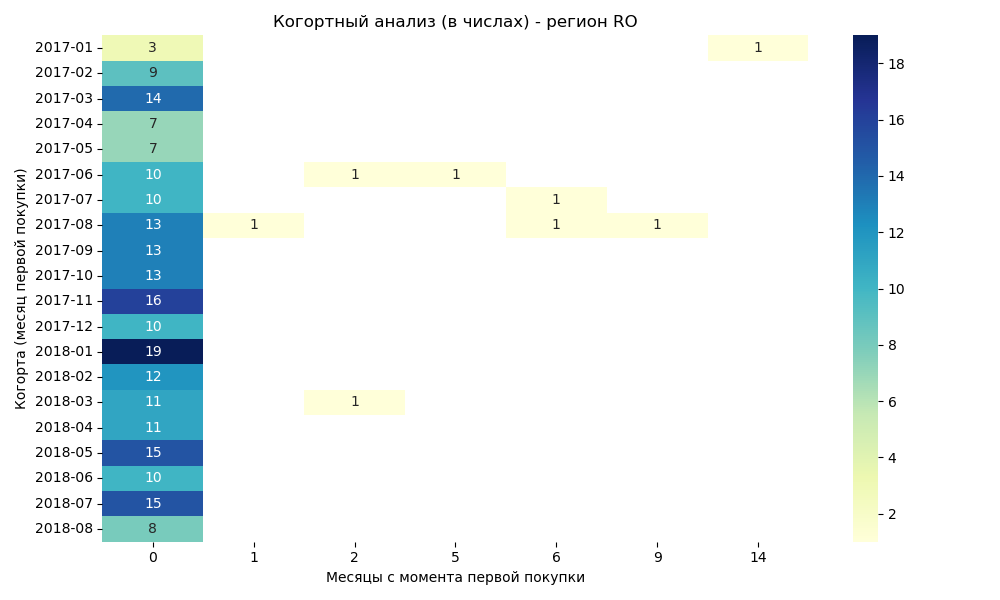 Когортный анализ (в числах) - регион RO
Когорта (месяц первой покупки)
2017-01 3 1
2017-02 9
2017-03 14
2017-04 7
2017-05 7
2017-06 10 1 1
2017-07 10 1
2017-08 13 1 1 1
2017-09 13
2017-10 13
2017-11 16
2017-12 10
2018-01 19
2018-02 12
2018-03 11 1
2018-04 11
2018-05 15
2018-06 10
2018-07 15
2018-08 8
0 1 2 5 6 9 14
Месяцы с момента первой покупки
18
16
14
12
10
8
6
4
2